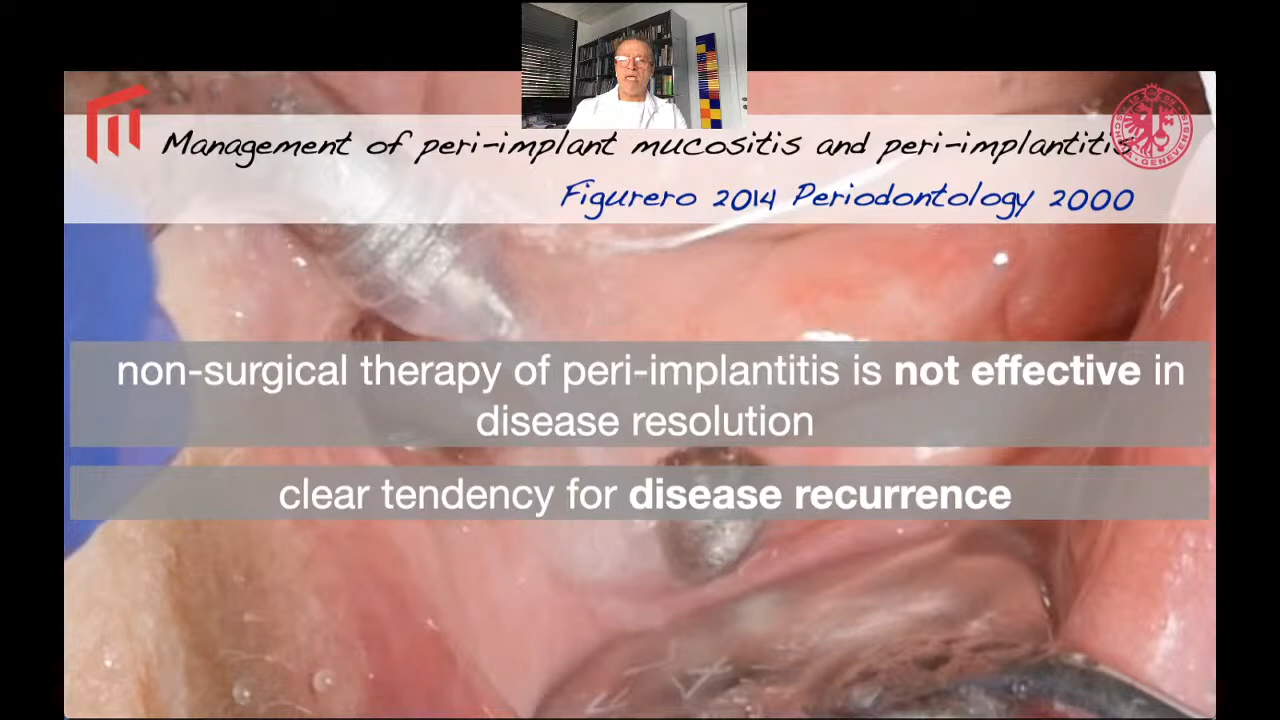 Management of peri-implant mucositis and peri-implantitis
Figurero 2014 Periodontology 2000
non-surgical therapy of peri-implantitis is not effective in
disease resolution
clear tendency for disease recurrence